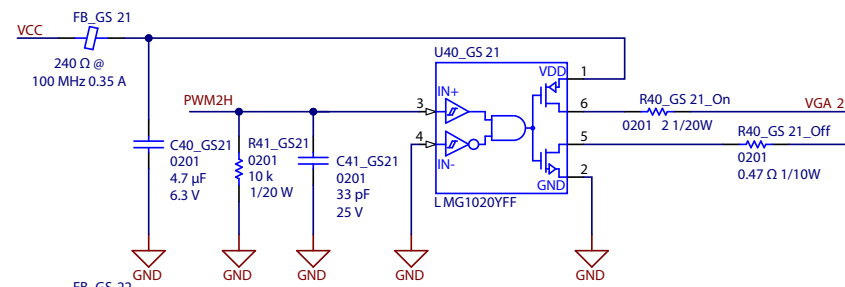 FB_GS 21
VCC
240 Ω @
100 MHz 0.35 A
U40_GS 21
VDD
1
IN+
PWM2H
3
6
R40_GS 21_On
VGA 2
0201 2 1/20W
4
5
R40_GS 21_Off
0201
0.47 Ω 1/10W
IN-
2
GND
LMG1020YFF
C40_GS21
0201
4.7 µF
6.3 V
R41_GS21
0201
10 k
1/20 W
C41_GS21
0201
33 pF
25 V
GND
GND
GND
GND
GND
FB_GS 22